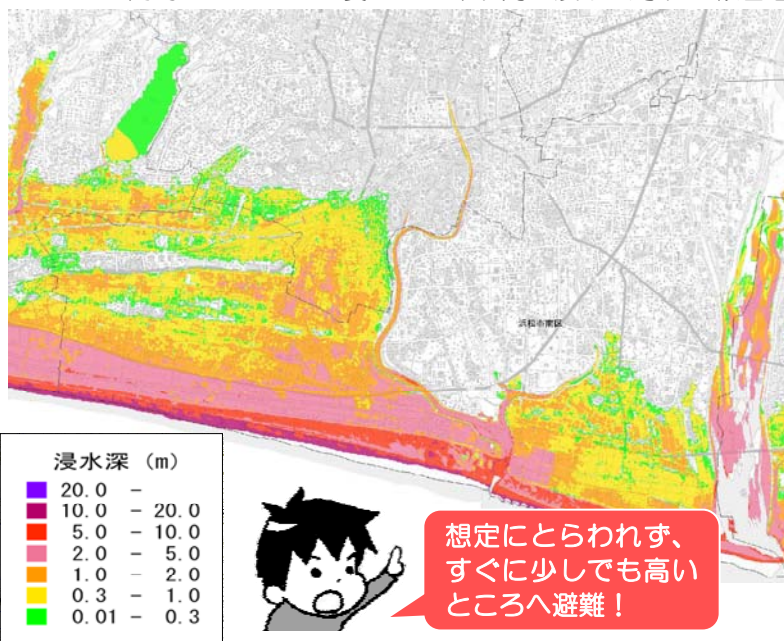 浜松市南区
浸水深 (m)
20.0 －
10.0 － 20.0
5.0 － 10.0
2.0 － 5.0
1.0 － 2.0
0.3 － 1.0
0.01 － 0.3
想定にとらわれず、
すぐに少しでも高い
ところへ避難！